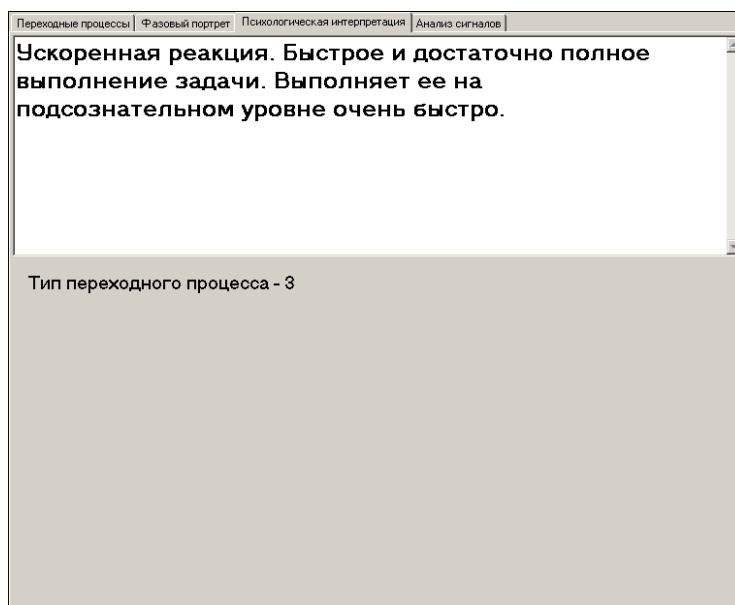 Переходные процессы Фазовый портрет Психологическая интерпретация Анализ сигналов
Ускоренная реакция. Быстрое и достаточно полное
выполнение задачи. Выполняет ее на
подсознательном уровне очень быстро.
Тип переходного процесса - 3